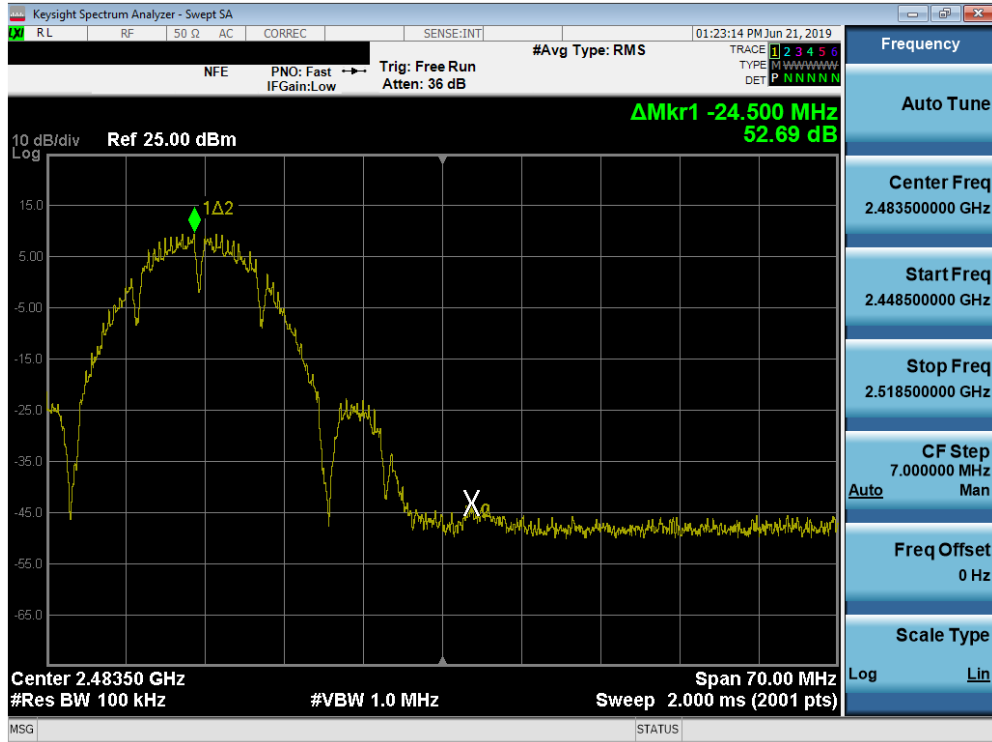 Keysight Spectrum Analyzer - Swept SA
LXI RL RF 50 Ω AC CORREC SENSE:INT 01:23:14 PM Jun 21, 2019
#Avg Type: RMS TRACE 1 2 3 4 5 6
NFE PNO: Fast Trig: Free Run TYPE M WWWWW
IFGain:Low Atten: 36 dB DET P N N N N N
ΔMkr1 -24.500 MHz
52.69 dB
10 dB/div Ref 25.00 dBm
Log
15.0
1Δ2
5.00
-5.00
-15.0
-25.0
-35.0
-45.0
-55.0
-65.0
Center 2.48350 GHz Span 70.00 MHz
#Res BW 100 kHz #VBW 1.0 MHz Sweep 2.000 ms (2001 pts)
MSG STATUS
Frequency
Auto Tune
Center Freq
2.483500000 GHz
Start Freq
2.448500000 GHz
Stop Freq
2.518500000 GHz
CF Step
7.000000 MHz
Auto Man
Freq Offset
0 Hz
Scale Type
Log Lin